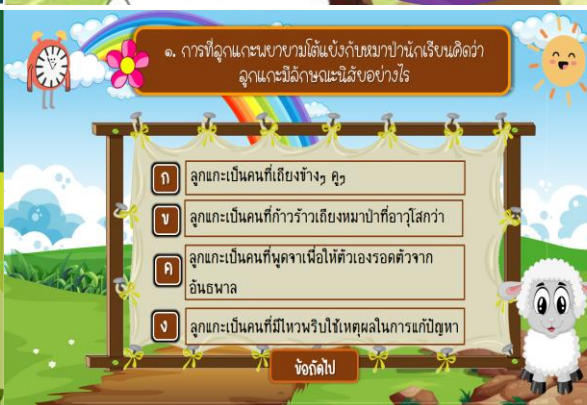 ๑. การที่ลูกแกะพยายามโต้แย้งกับหมาป่านักเรียนคิดว่า
ลูกแกะมีลักษณะนิสัยอย่างไร
ก ลูกแกะเป็นคนที่เถียงข้างๆ คูๆ
ข ลูกแกะเป็นคนที่ก้าวร้าวเถียงหมาป่าที่อาวุโสกว่า
ค ลูกแกะเป็นคนที่พูดจาเพื่อให้ตัวเองรอดตัวจาก
อันธพาล
ง ลูกแกะเป็นคนที่มีไหวพริบใช้เหตุผลในการแก้ปัญหา
ข้อถัดไป